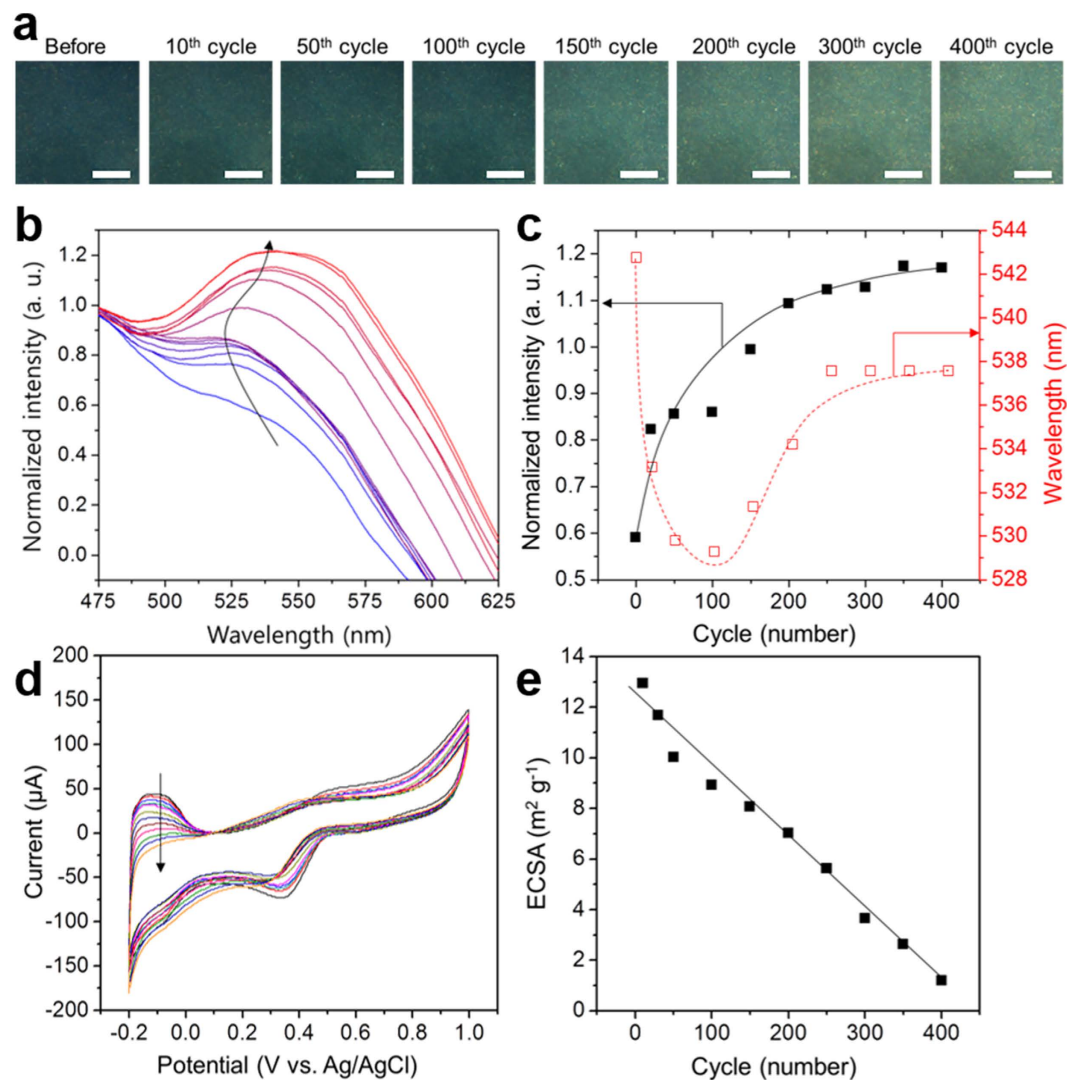 a
Before 10th cycle 50th cycle 100th cycle 150th cycle 200th cycle 300th cycle 400th cycle
b
Normalized intensity (a. u.)
1.2
1.0
0.8
0.6
0.4
0.2
0.0
475 500 525 550 575 600 625
Wavelength (nm)
c
Normalized intensity (a. u.)
1.2
1.1
1.0
0.9
0.8
0.7
0.6
0.5
544
542
540
538
536
534
532
530
528
Wavelength (nm)
0 100 200 300 400
Cycle (number)
d
Current (μA)
200
150
100
50
0
-50
-100
-150
-200
-0.2 0.0 0.2 0.4 0.6 0.8 1.0
Potential (V vs. Ag/AgCl)
e
ECSA (m² g⁻¹)
14
12
10
8
6
4
2
0
0 100 200 300 400
Cycle (number)